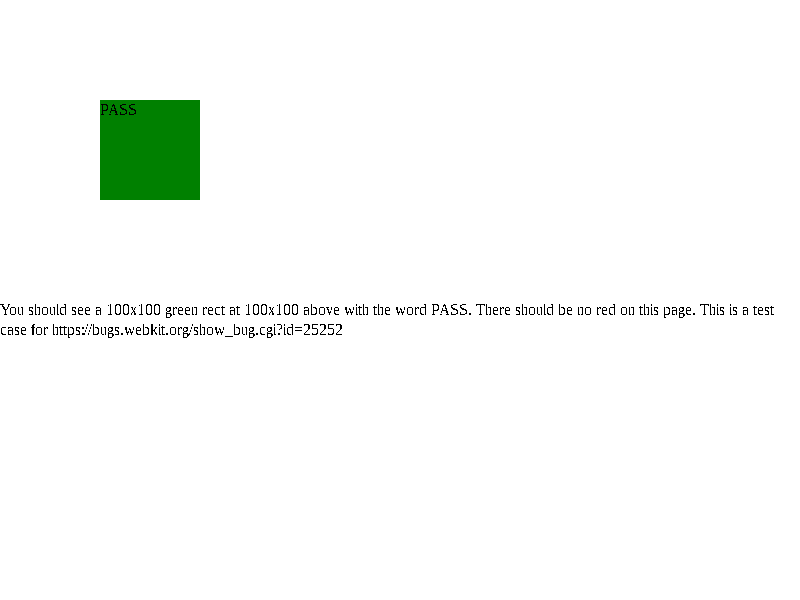 PASS
You should see a 100x100 green rect at 100x100 above with the word PASS. There should be no red on this page. This is a test
case for https://bugs.webkit.org/show_bug.cgi?id=25252